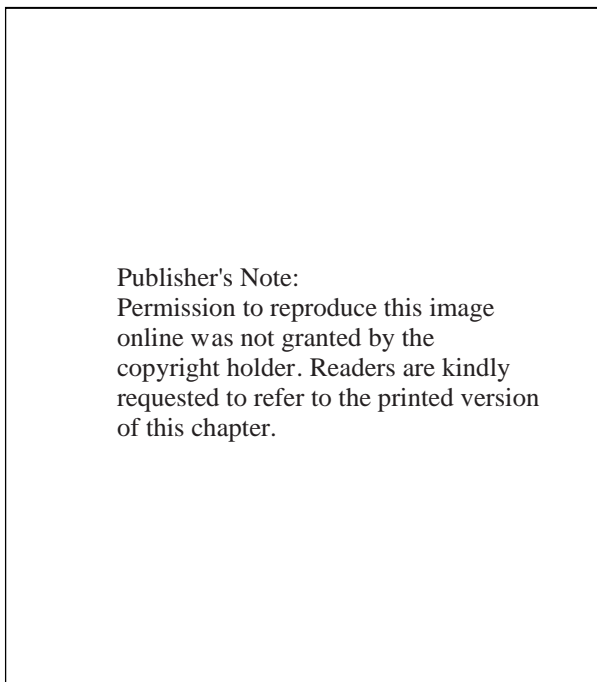 Publisher's Note:
Permission to reproduce this image
online was not granted by the
copyright holder. Readers are kindly
requested to refer to the printed version
of this chapter.